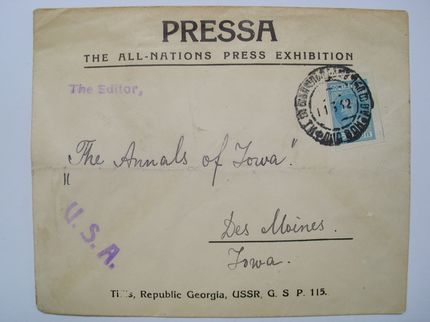 PRESSA
THE ALL-NATIONS PRESS EXHIBITION
The Editor,
"The Annals of Iowa"
U.S.A.
Des Moines.
Iowa.
Republic Georgia, USSR, G. S P. 115.